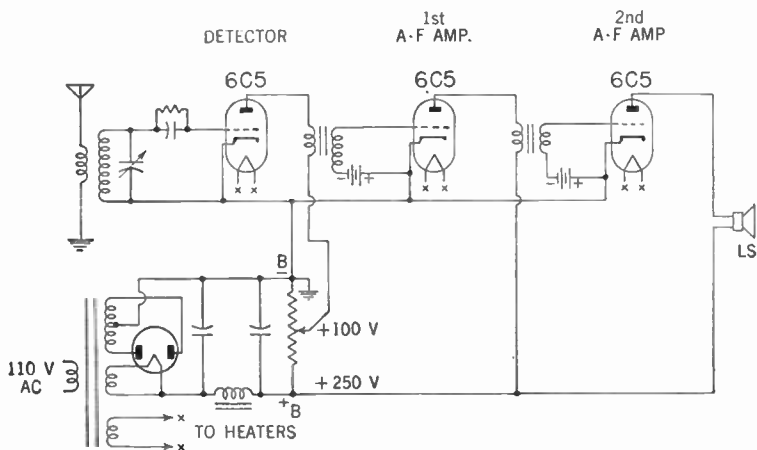 DETECTOR
1st
A-F AMP.
2nd
A-F AMP
6C5
6C5
6C5
x x
- +
x x
- +
x x
LS
B
-
+100 V
+250 V
+B
110 V
AC
x
TO HEATERS
x